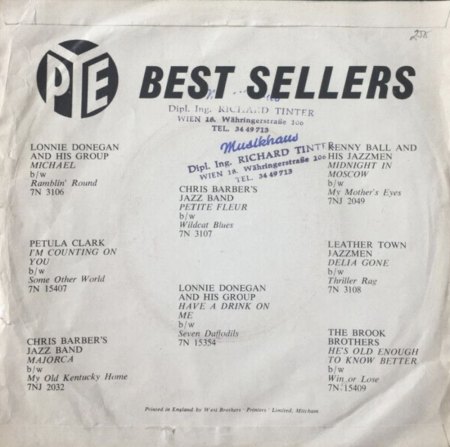 PYE
BEST SELLERS
Dipl. Ing. RICHARD TINTER
WIEN 18, Währingerstraße 106
TEL. 34 49 713
Musikhaus
Dipl. Ing. RICHARD TINTER
WIEN 18, Währingerstraße 106
TEL. 34 49 713
LONNIE DONEGAN
AND HIS GROUP
MICHAEL
b/w
Ramblin' Round
7N 3106
PETULA CLARK
I'M COUNTING ON
YOU
b/w
Some Other World
7N 15407
CHRIS BARBER'S
JAZZ BAND
MAJORCA
b/w
My Old Kentucky Home
7NJ 2032
CHRIS BARBER'S
JAZZ BAND
PETITE FLEUR
b/w
Wildcat Blues
7N 3107
LONNIE DONEGAN
AND HIS GROUP
HAVE A DRINK ON
ME
b/w
Seven Daffodils
7N 15354
KENNY BALL AND
HIS JAZZMEN
MIDNIGHT IN
MOSCOW
b/w
My Mother's Eyes
7NJ 2049
LEATHER TOWN
JAZZMEN
DELIA GONE
b/w
Thriller Rag
7N 3108
THE BROOK
BROTHERS
HE'S OLD ENOUGH
TO KNOW BETTER
b/w
Win or Lose
7N 15409
Printed in England by West Brothers' Printers' Limited, Mitcham